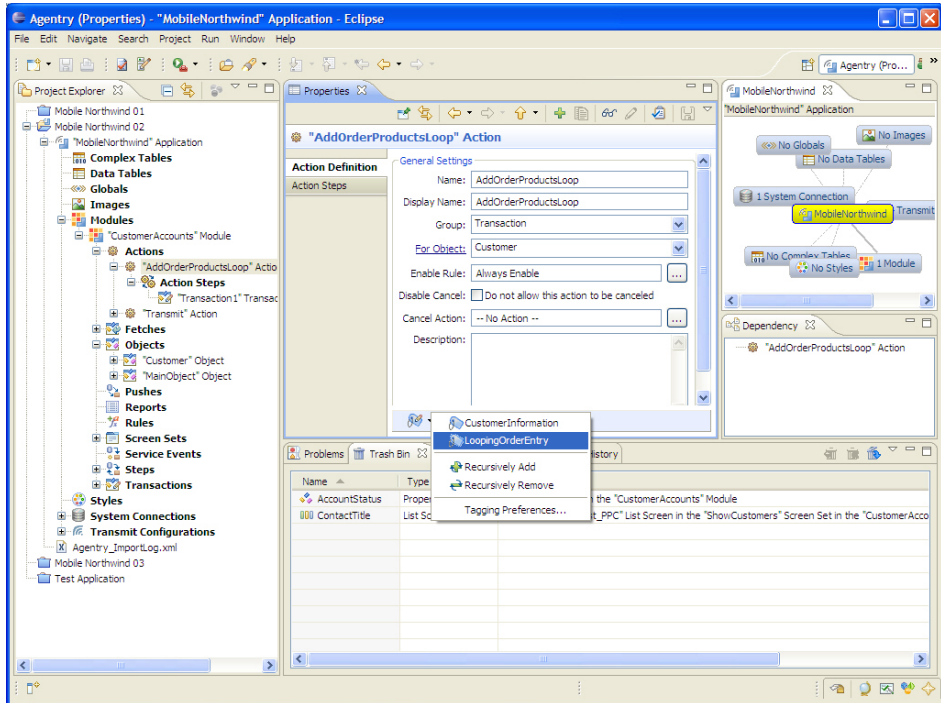 Agentry (Properties) - "MobileNorthwind" Application - Eclipse
File Edit Navigate Search Project Run Window Help
Agentry (Pro...
Project Explorer
Mobile Northwind 01
Mobile Northwind 02
"MobileNorthwind" Application
Complex Tables
Data Tables
Globals
Images
Modules
"CustomerAccounts" Module
Actions
"AddOrderProductsLoop" Actio
Action Steps
"Transaction1" Transac
"Transmit" Action
Fetches
Objects
"Customer" Object
"MainObject" Object
Pushes
Reports
Rules
Screen Sets
Service Events
Steps
Transactions
Styles
System Connections
Transmit Configurations
Agentry_ImportLog.xml
Mobile Northwind 03
Test Application
Properties
"AddOrderProductsLoop" Action
Action Definition
Action Steps
General Settings
Name: AddOrderProductsLoop
Display Name: AddOrderProductsLoop
Group: Transaction
For Object: Customer
Enable Rule: Always Enable ...
Disable Cancel: Do not allow this action to be canceled
Cancel Action: -- No Action -- ...
Description:
CustomerInformation
LoopingOrderEntry
Recursively Add
Recursively Remove
Tagging Preferences...
MobileNorthwind
"MobileNorthwind" Application
No Images
No Globals
No Data Tables
1 System Connection
MobileNorthwind
Transmit
No Complex Tables
No Styles
1 Module
Dependency
"AddOrderProductsLoop" Action
Problems Trash Bin History
Name Type
AccountStatus Proper n the "CustomerAccounts" Module
ContactTitle List Sc t_PPC" List Screen in the "ShowCustomers" Screen Set in the "CustomerAcco